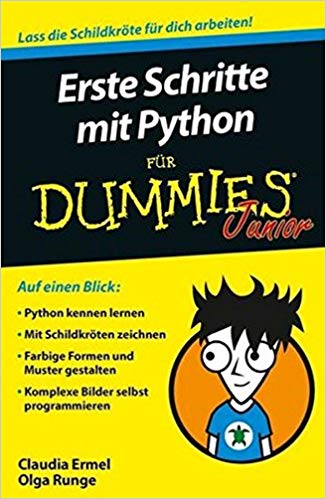 Lass die Schildkröte für dich arbeiten!
Erste Schritte
mit Python
FÜR
DUMMIES®
Junior
Auf einen Blick:
• Python kennen lernen
• Mit Schildkröten zeichnen
• Farbige Formen und
Muster gestalten
• Komplexe Bilder selbst
programmieren
Claudia Ermel
Olga Runge